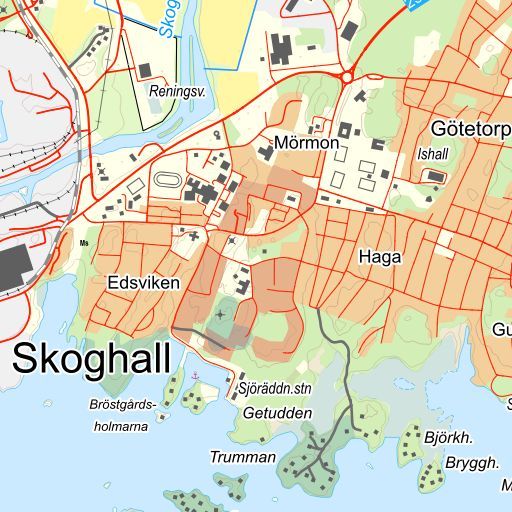 Skog
Reningsv.
Mörmon
Götetorp
Ishall
Ms
Haga
Edsviken
Gu
Skoghall
Sjöräddn.stn
Bröstgårds-
holmarna
Getudden
Björkh.
Trumman
Bryggh.
M